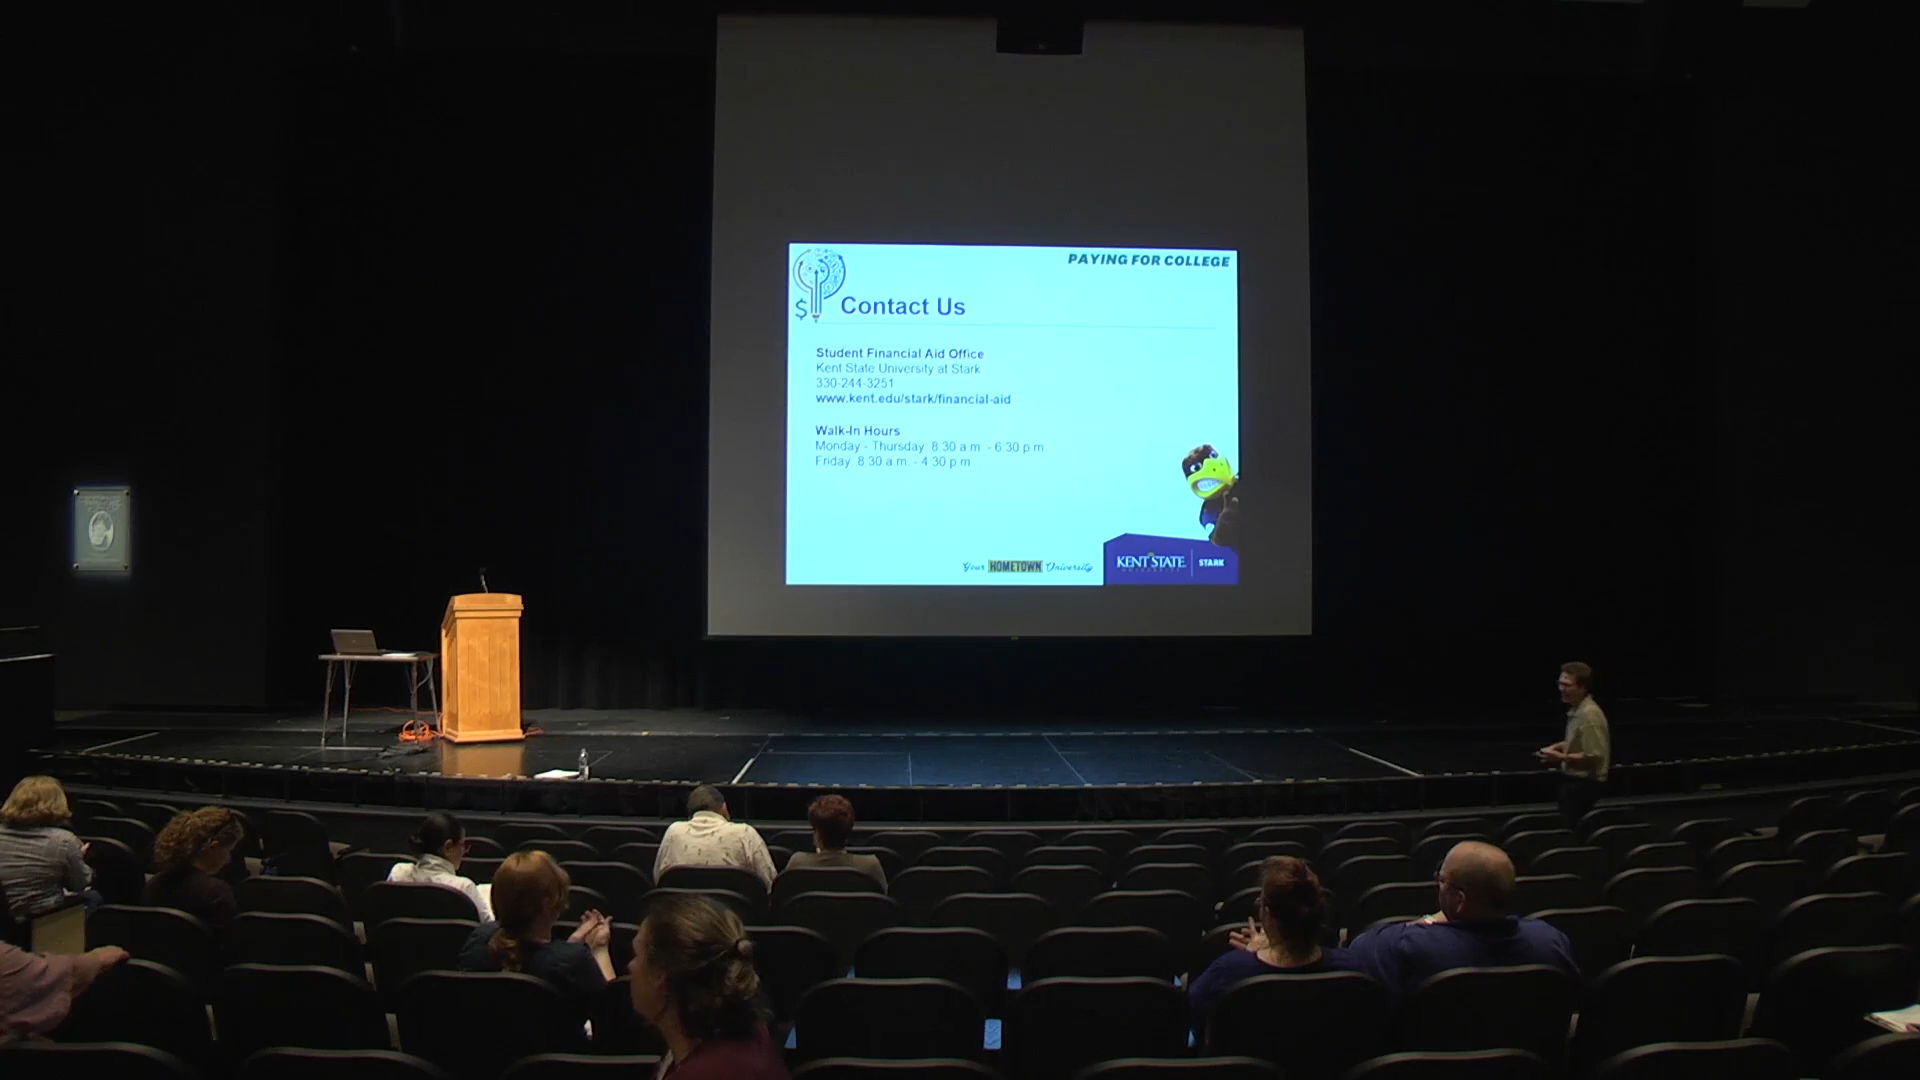 PAYING FOR COLLEGE
$
Contact Us
Student Financial Aid Office
Kent State University at Stark
330-244-3251
www.kent.edu/stark/financial-aid
Walk-In Hours
Monday - Thursday: 8:30 a.m. - 6:30 p.m.
Friday: 8:30 a.m. - 4:30 p.m.
Your HOMETOWN University
KENT STATE
UNIVERSITY
STARK